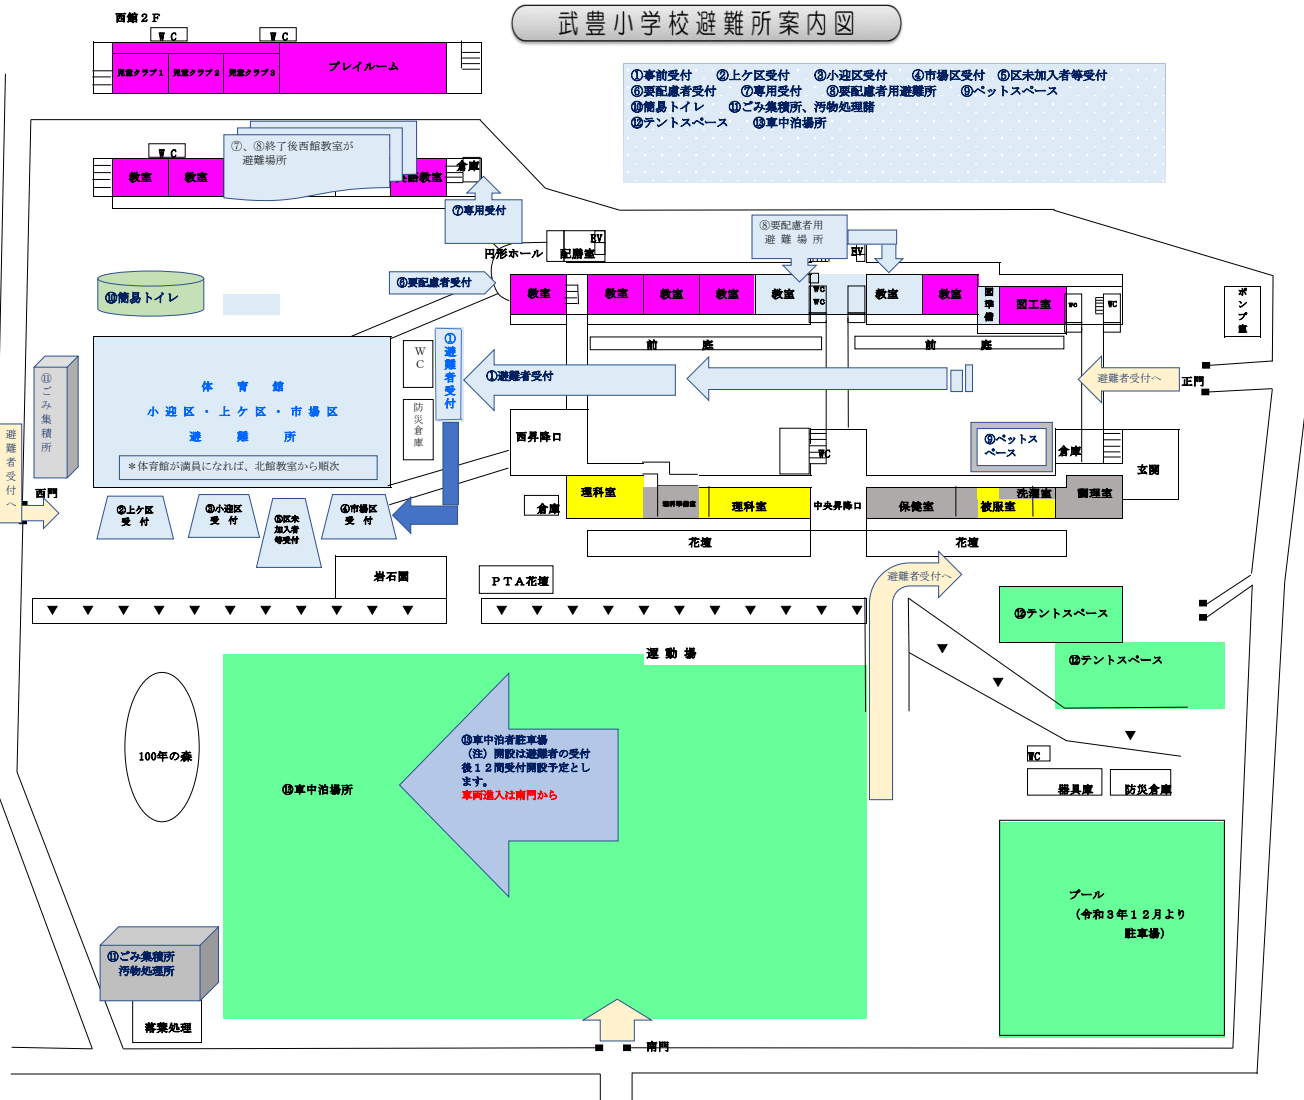 西館２Ｆ
武豊小学校避難所案内図
ＷＣ
ＷＣ
児童クラブ１
児童クラブ２
児童クラブ３
プレイルーム
①事前受付　②上ケ区受付　③小迎区受付　④市場区受付　⑤区未加入者等受付
⑥要配慮者受付　⑦専用受付　⑧要配慮者用避難所　⑨ペットスペース
⑩簡易トイレ　⑪ごみ集積所、汚物処理諸
⑫テントスペース　⑬車中泊場所
ＷＣ
⑦、⑧終了後西館教室が
避難場所
教室
教室
教室
倉庫
⑦専用受付
⑧要配慮者用
避難場所
円形ホール
配膳室
EV
EV
⑥要配慮者受付
⑩簡易トイレ
教室
教室
教室
教室
教室
WC
WC
教室
教室
図準備
図工室
WC
WC
ポンプ室
前庭
前庭
体育館
小迎区・上ケ区・市場区
避難所
＊体育館が満員になれば、北館教室から順次
ＷＣ
防災倉庫
①避難者受付
①避難者受付
避難者受付へ
正門
⑪ごみ集積所
避難者受付へ
西門
西昇降口
WC
⑨ペットス
ペース
倉庫
玄関
②上ケ区
受付
③小迎区
受付
⑤区未
加入者
等受付
④市場区
受付
倉庫
理科室
理科準備室
理科室
中央昇降口
保健室
被服室
洗濯室
調理室
花壇
花壇
岩石園
ＰＴＡ花壇
避難者受付へ
⑫テントスペース
⑫テントスペース
運動場
100年の森
⑬車中泊場所
⑬車中泊者駐車場
（注）開設は避難者の受付
後１２間受付開設予定とし
ます。
車両進入は南門から
WC
器具庫
防災倉庫
プール
（令和３年１２月より
駐車場）
⑪ごみ集積所
汚物処理所
落葉処理
南門